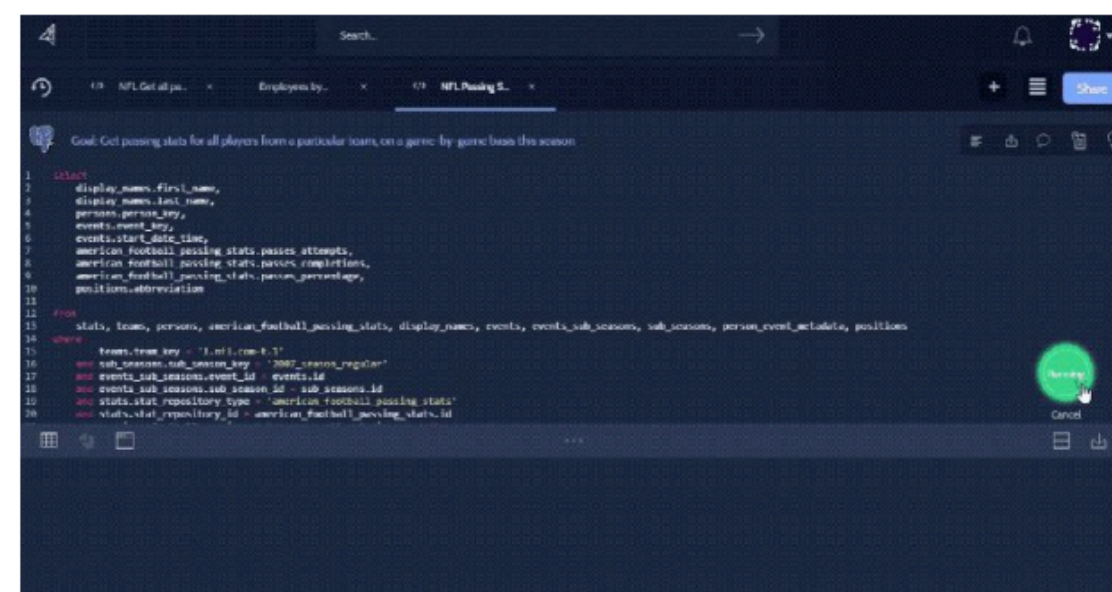 Search..
NFL Get all pa.. ×
Employees by.. ×
NFL Passing S.. ×
+
Share
Goal: Get passing stats for all players from a particular team, on a game-by-game basis this season
1 select
2 display_names.first_name,
3 display_names.last_name,
4 persons.person_key,
5 events.event_key,
6 events.start_date_time,
7 american_football_passing_stats.passes_attempts,
8 american_football_passing_stats.passes_completions,
9 american_football_passing_stats.passes_percentage,
10 positions.abbreviation
11
12 from
13 stats, teams, persons, american_football_passing_stats, display_names, events, events_sub_seasons, sub_seasons, person_event_metadata, positions
14 where
15 teams.team_key = 'l.nfl.com-t.1'
16 and sub_seasons.sub_season_key = '2007_season_regular'
17 and events_sub_seasons.event_id = events.id
18 and events_sub_seasons.sub_season_id = sub_seasons.id
19 and stats.stat_repository_type = 'american_football_passing_stats'
20 and stats.stat_repository_id = american_football_passing_stats.id
Running
Cancel